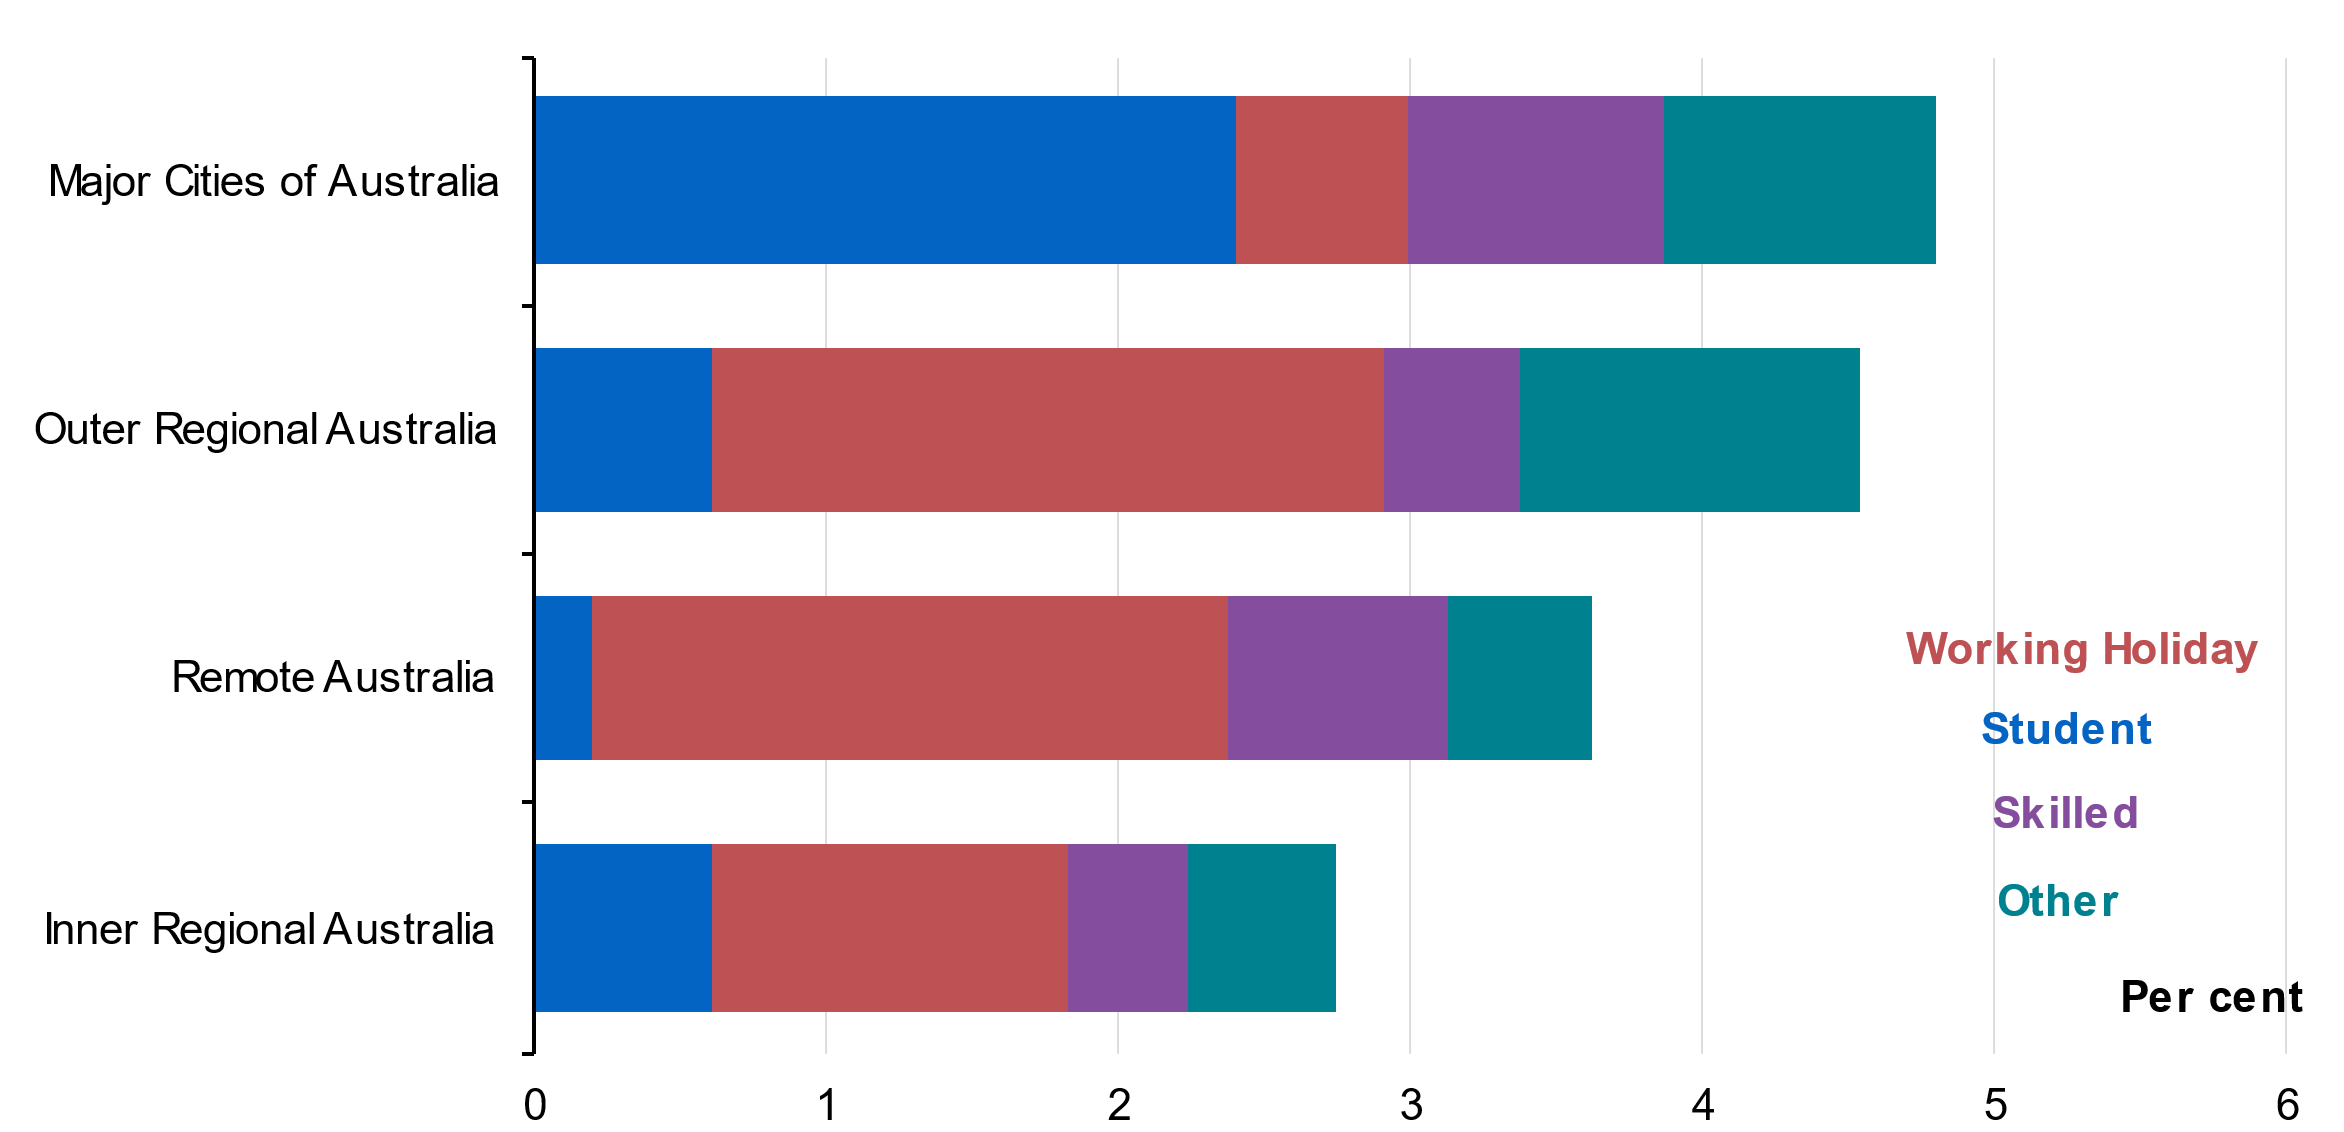 Major Cities of Australia
Outer Regional Australia
Remote Australia
Inner Regional Australia
Working Holiday
Student
Skilled
Other
Per cent
0 1 2 3 4 5 6